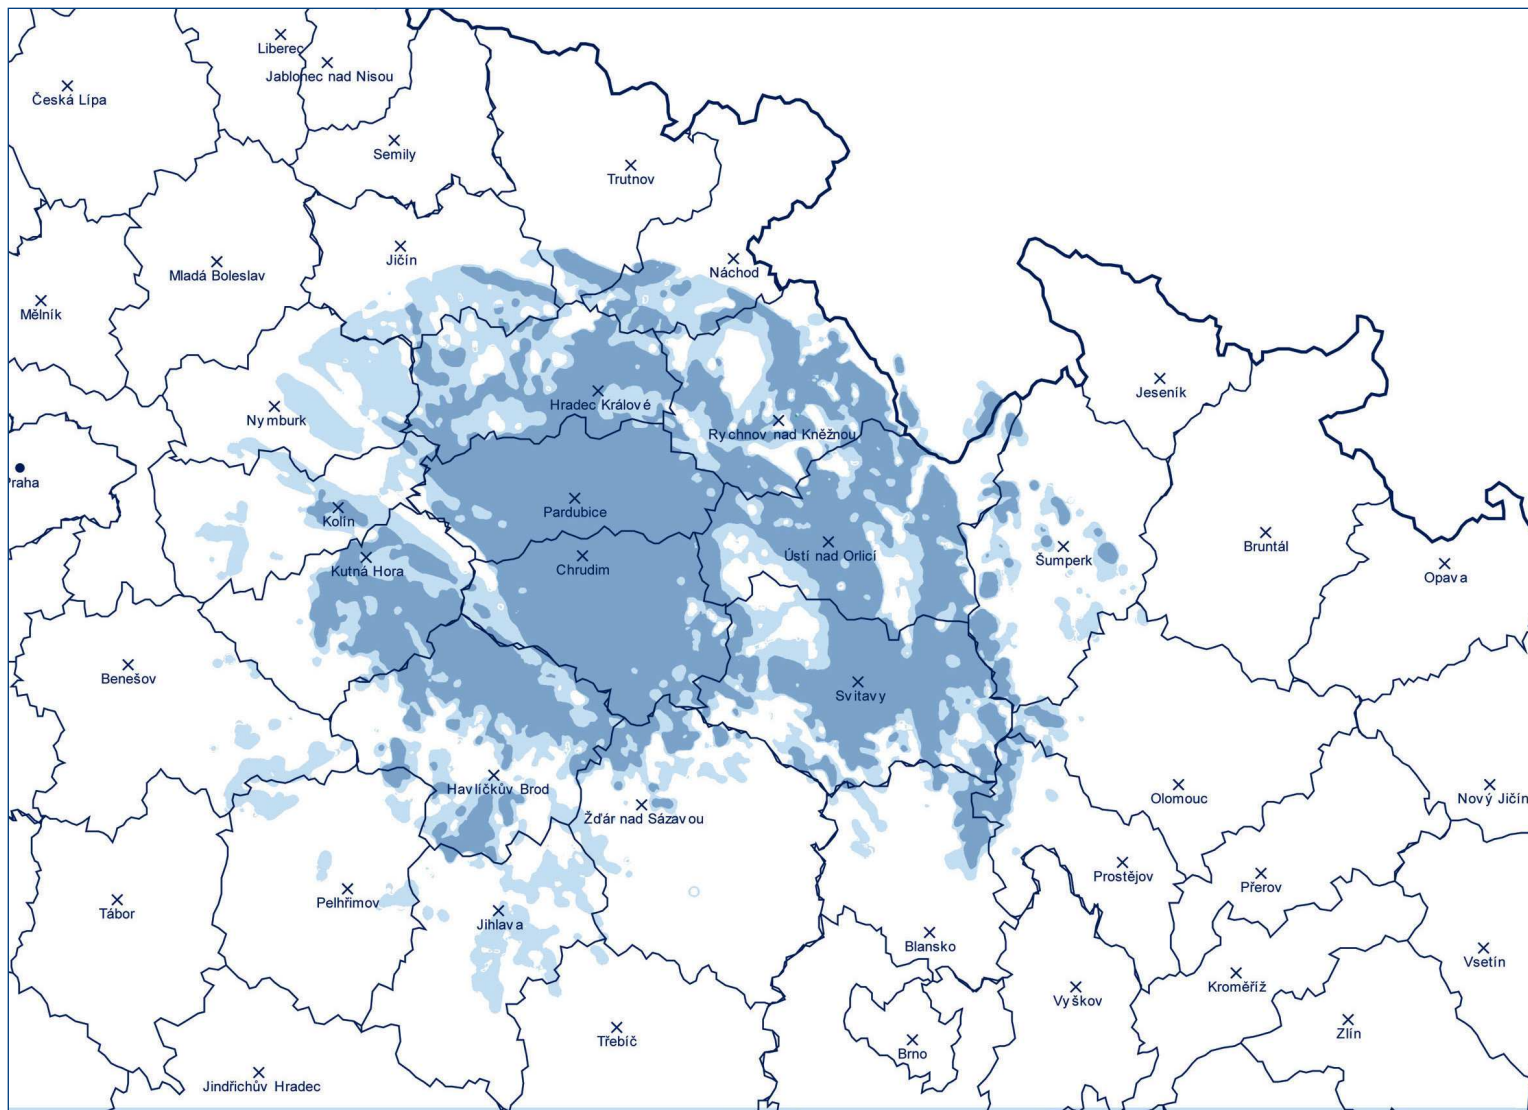 Liberec
Jablonec nad Nisou
Česká Lípa
Semily
Trutnov
Jičín
Náchod
Mladá Boleslav
Mělník
Jeseník
Hradec Králové
Nymburk
Rychnov nad Kněžnou
Praha
Pardubice
Kolín
Bruntál
Ústí nad Orlicí
Šumperk
Chrudim
Kutná Hora
Opava
Benešov
Svitavy
Havlíčkův Brod
Olomouc
Nový Jičín
Žďár nad Sázavou
Prostějov
Přerov
Pelhřimov
Tábor
Jihlava
Blansko
Vsetín
Kroměříž
Vyškov
Zlín
Třebíč
Brno
Jindřichův Hradec